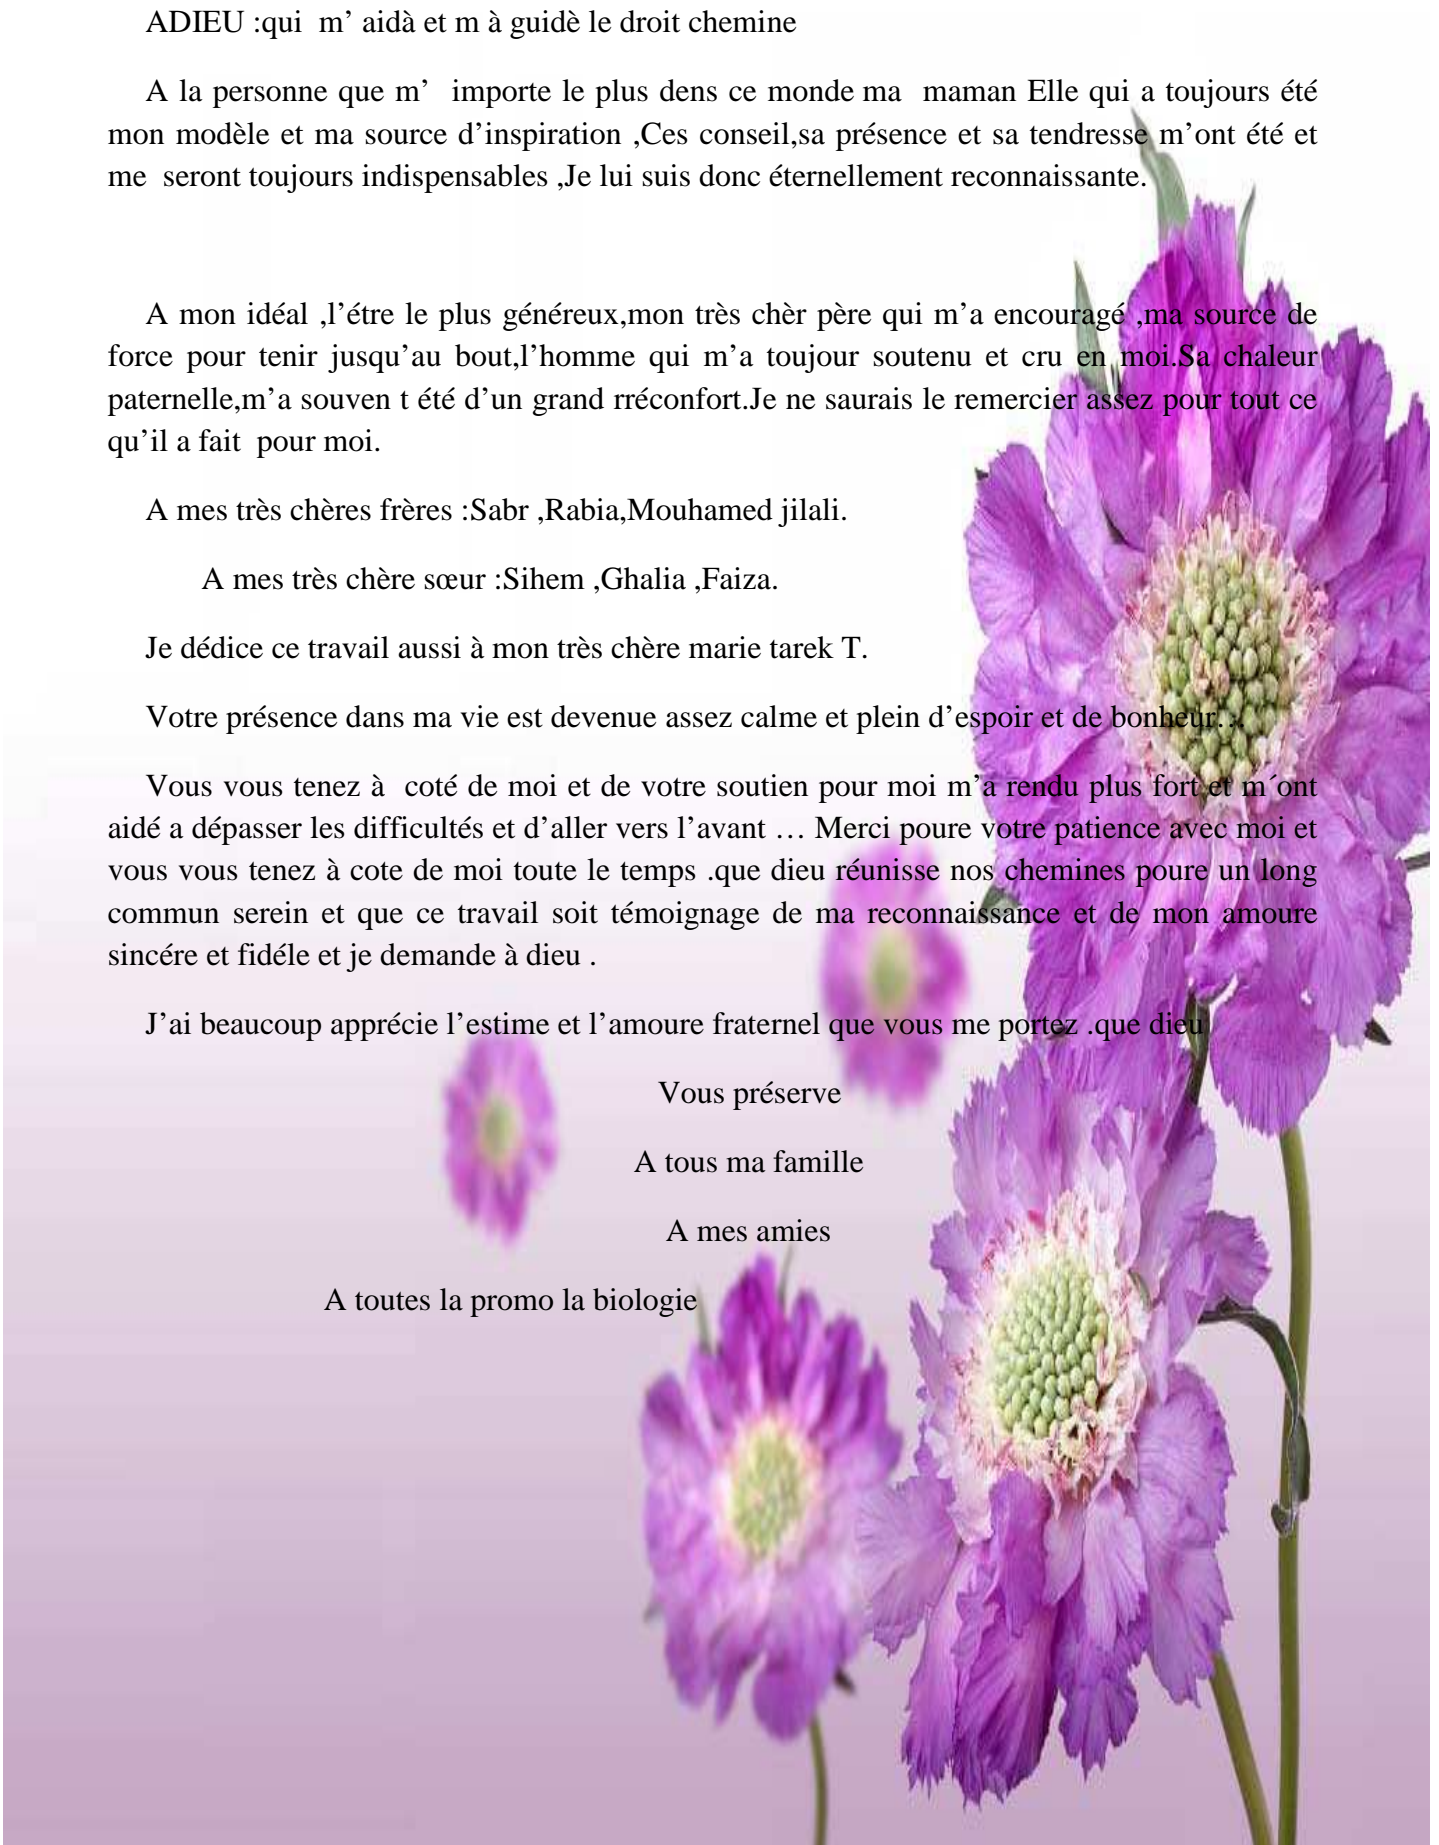 ADIEU :qui m’ aidà et m à guidè le droit chemine
A la personne que m’ importe le plus dens ce monde ma maman Elle qui a toujours été
mon modèle et ma source d’inspiration ,Ces conseil,sa présence et sa tendresse m’ont été et
me seront toujours indispensables ,Je lui suis donc éternellement reconnaissante.
A mon idéal ,l’étre le plus généreux,mon très chèr père qui m’a encouragé ,ma source de
force pour tenir jusqu’au bout,l’homme qui m’a toujour soutenu et cru en moi.Sa chaleur
paternelle,m’a souven t été d’un grand rréconfort.Je ne saurais le remercier assez pour tout ce
qu’il a fait pour moi.
A mes très chères frères :Sabr ,Rabia,Mouhamed jilali.
A mes très chère sœur :Sihem ,Ghalia ,Faiza.
Je dédice ce travail aussi à mon très chère marie tarek T.
Votre présence dans ma vie est devenue assez calme et plein d’espoir et de bonheur…
Vous vous tenez à coté de moi et de votre soutien pour moi m’a rendu plus fort et m´ont
aidé a dépasser les difficultés et d’aller vers l’avant … Merci poure votre patience avec moi et
vous vous tenez à cote de moi toute le temps .que dieu réunisse nos chemines poure un long
commun serein et que ce travail soit témoignage de ma reconnaissance et de mon amoure
sincére et fidéle et je demande à dieu .
J’ai beaucoup apprécie l’estime et l’amoure fraternel que vous me portez .que dieu
Vous préserve
A tous ma famille
A mes amies
A toutes la promo la biologie